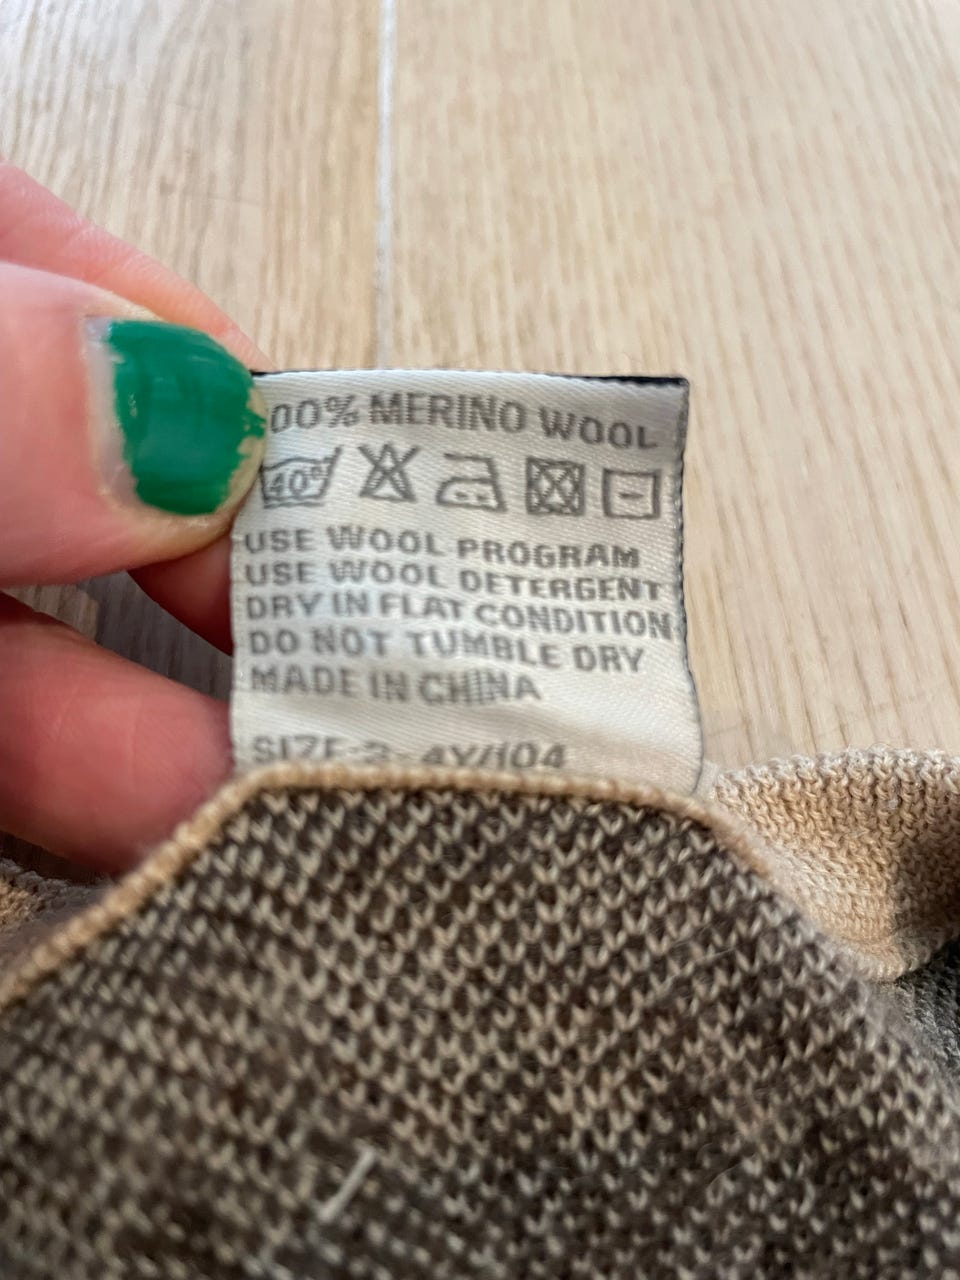 00% MERINO WOOL
40°
USE WOOL PROGRAM
USE WOOL DETERGENT
DRY IN FLAT CONDITION
DO NOT TUMBLE DRY
MADE IN CHINA
SIZE:3-4Y/104